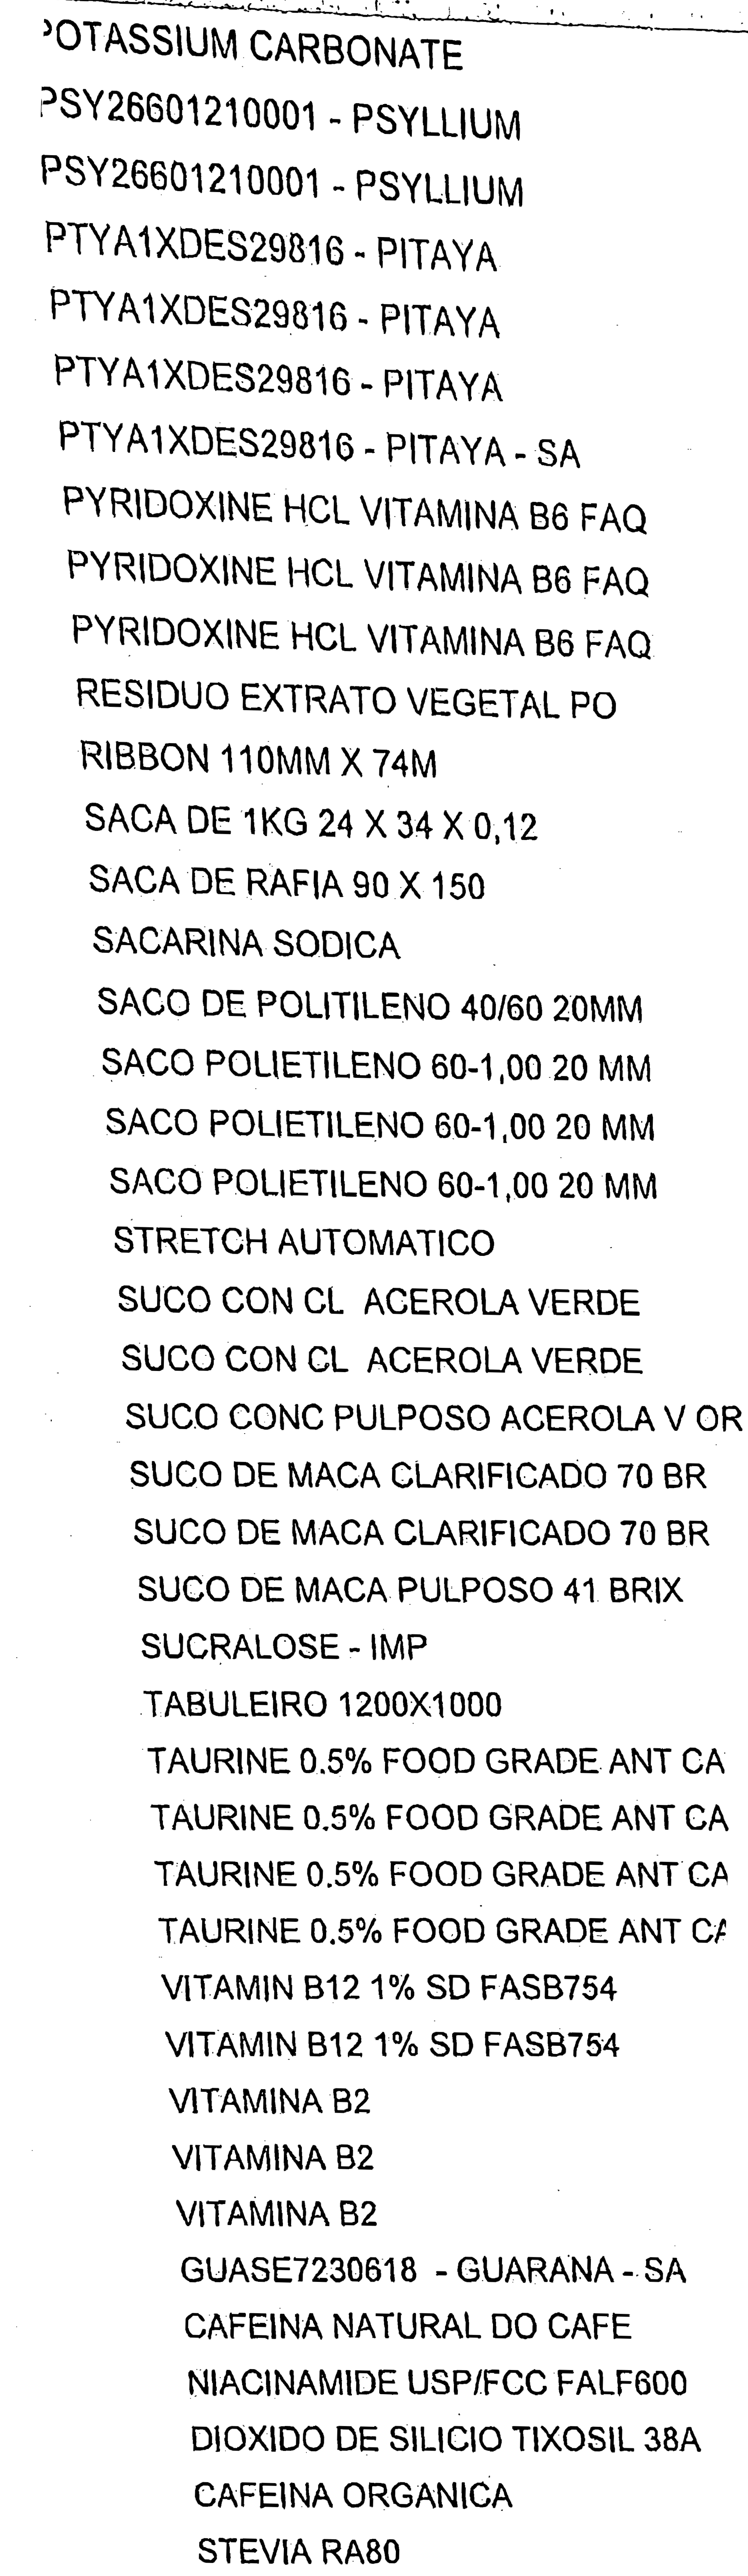 POTASSIUM CARBONATE
PSY26601210001 - PSYLLIUM
PSY26601210001 - PSYLLIUM
PTYA1XDES29816 - PITAYA
PTYA1XDES29816 - PITAYA
PTYA1XDES29816 - PITAYA
PTYA1XDES29816 - PITAYA - SA
PYRIDOXINE HCL VITAMINA B6 FAQ
PYRIDOXINE HCL VITAMINA B6 FAQ
PYRIDOXINE HCL VITAMINA B6 FAQ
RESIDUO EXTRATO VEGETAL PO
RIBBON 110MM X 74M
SACA DE 1KG 24 X 34 X 0,12
SACA DE RAFIA 90 X 150
SACARINA SODICA
SACO DE POLITILENO 40/60 20MM
SACO POLIETILENO 60-1,00 20 MM
SACO POLIETILENO 60-1,00 20 MM
SACO POLIETILENO 60-1,00 20 MM
STRETCH AUTOMATICO
SUCO CON CL ACEROLA VERDE
SUCO CON CL ACEROLA VERDE
SUCO CONC PULPOSO ACEROLA V OR
SUCO DE MACA CLARIFICADO 70 BR
SUCO DE MACA CLARIFICADO 70 BR
SUCO DE MACA PULPOSO 41 BRIX
SUCRALOSE - IMP
TABULEIRO 1200X1000
TAURINE 0.5% FOOD GRADE ANT CA
TAURINE 0.5% FOOD GRADE ANT CA
TAURINE 0.5% FOOD GRADE ANT CA
TAURINE 0.5% FOOD GRADE ANT CA
VITAMIN B12 1% SD FASB754
VITAMIN B12 1% SD FASB754
VITAMINA B2
VITAMINA B2
VITAMINA B2
GUASE7230618 - GUARANA - SA
CAFEINA NATURAL DO CAFE
NIACINAMIDE USP/FCC FALF600
DIOXIDO DE SILICIO TIXOSIL 38A
CAFEINA ORGANICA
STEVIA RA80